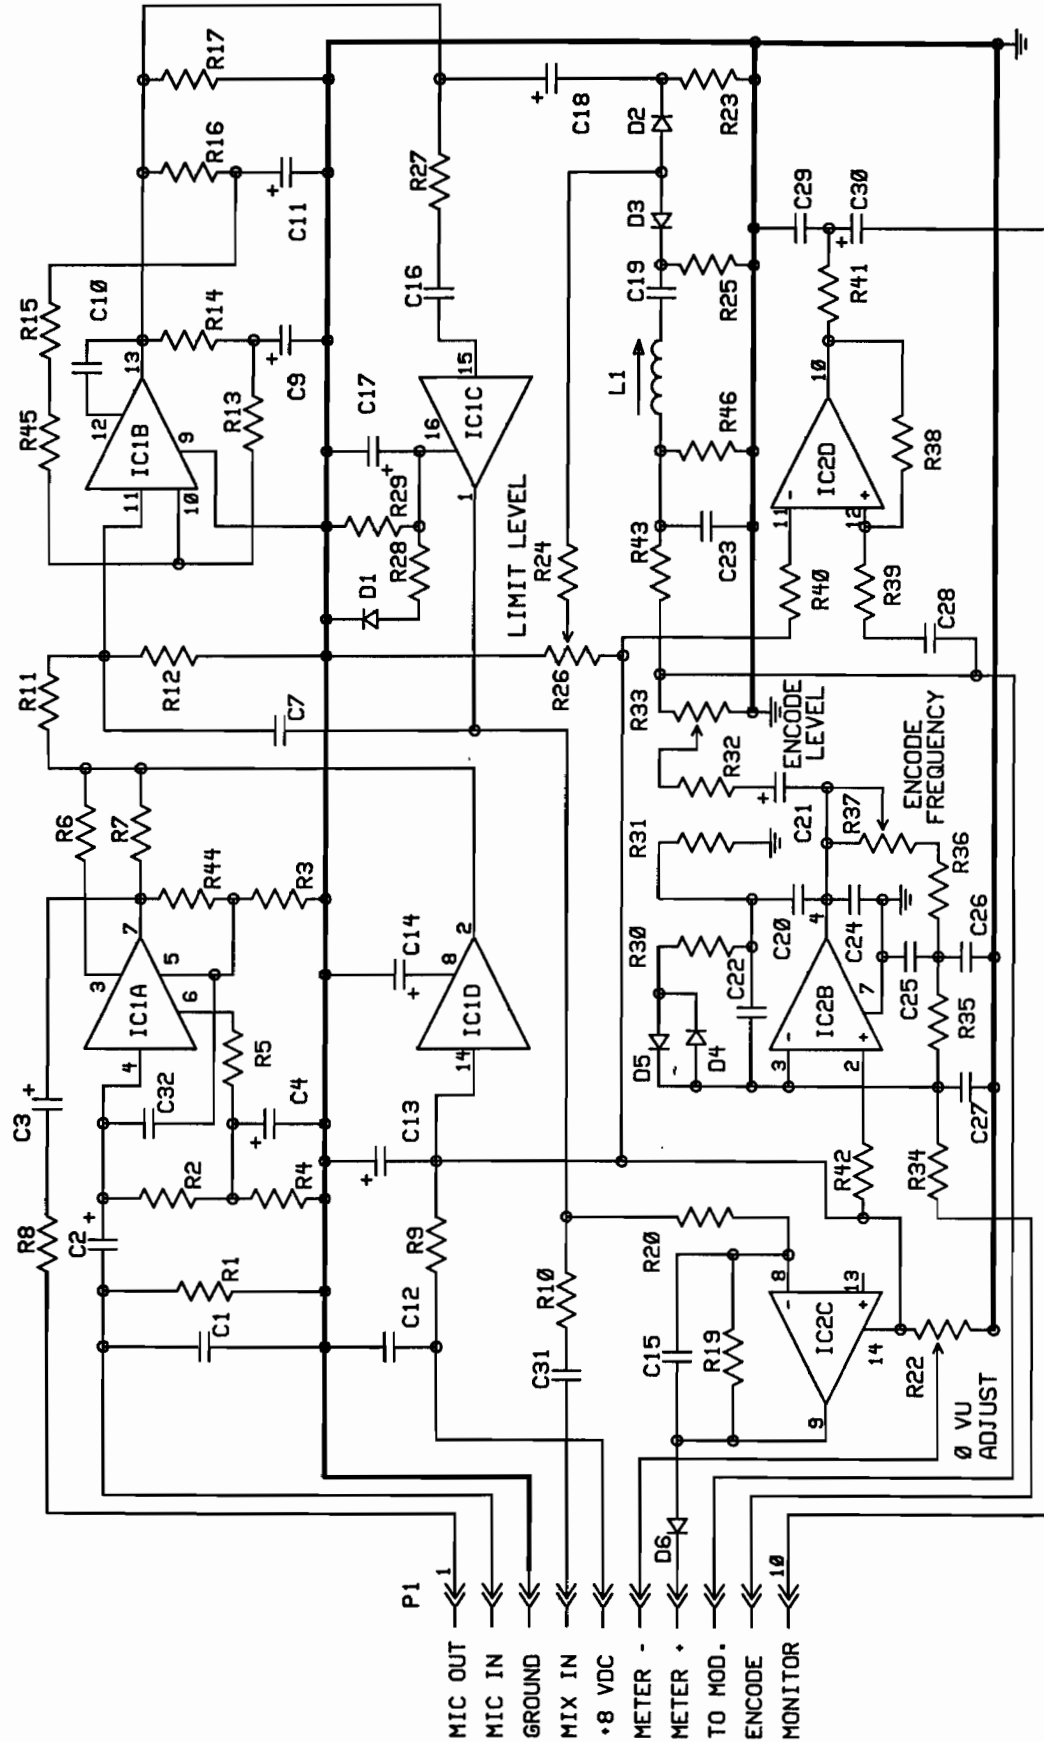 R8
C3
R6
R11
R45
R15
C2
3
R7
12
C10
4
IC1A
7
11
IC1B
13
C32
5
10
9
R2
6
R44
R12
R14
R16
R17
C1
R1
R5
R13
R4
C4
R3
C7
C9
C11
C12
R9
C13
C14
D1
C17
C16
R27
P1
R28
R29
16
1
14
8
IC1D
2
1
IC1C
15
MIC OUT
MIC IN
GROUND
MIX IN
+8 VDC
METER -
METER +
TO MOD.
ENCODE
MONITOR
10
C31
R10
LIMIT LEVEL
R26
R24
C18
D6
C15
R20
D5
R30
R31
R33
R43
L1
C19
D3
D2
R19
D4
C22
R32
C23
R46
R25
R23
ENCODE
LEVEL
9
IC2C
8
-
13
+
14
3
-
IC2B
4
C20
C21
11
-
IC2D
10
C29
2
+
7
C24
R37
R40
12
+
R41
C30
R22
R42
C25
ENCODE
FREQUENCY
R39
R38
R34
C27
R35
C26
R36
C28
0 VU
ADJUST